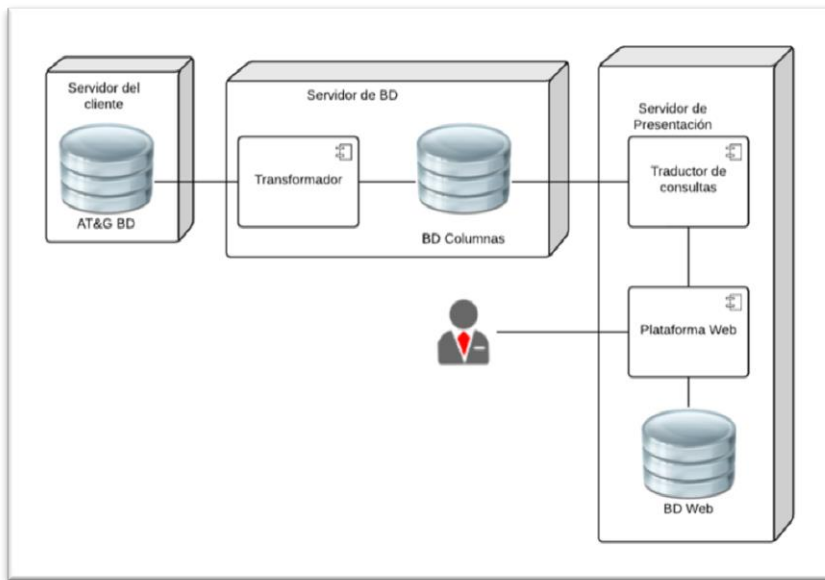 Servidor del
cliente
AT&G BD
Servidor de BD
Transformador
BD Columnas
Servidor de
Presentación
Traductor de
consultas
Plataforma Web
BD Web